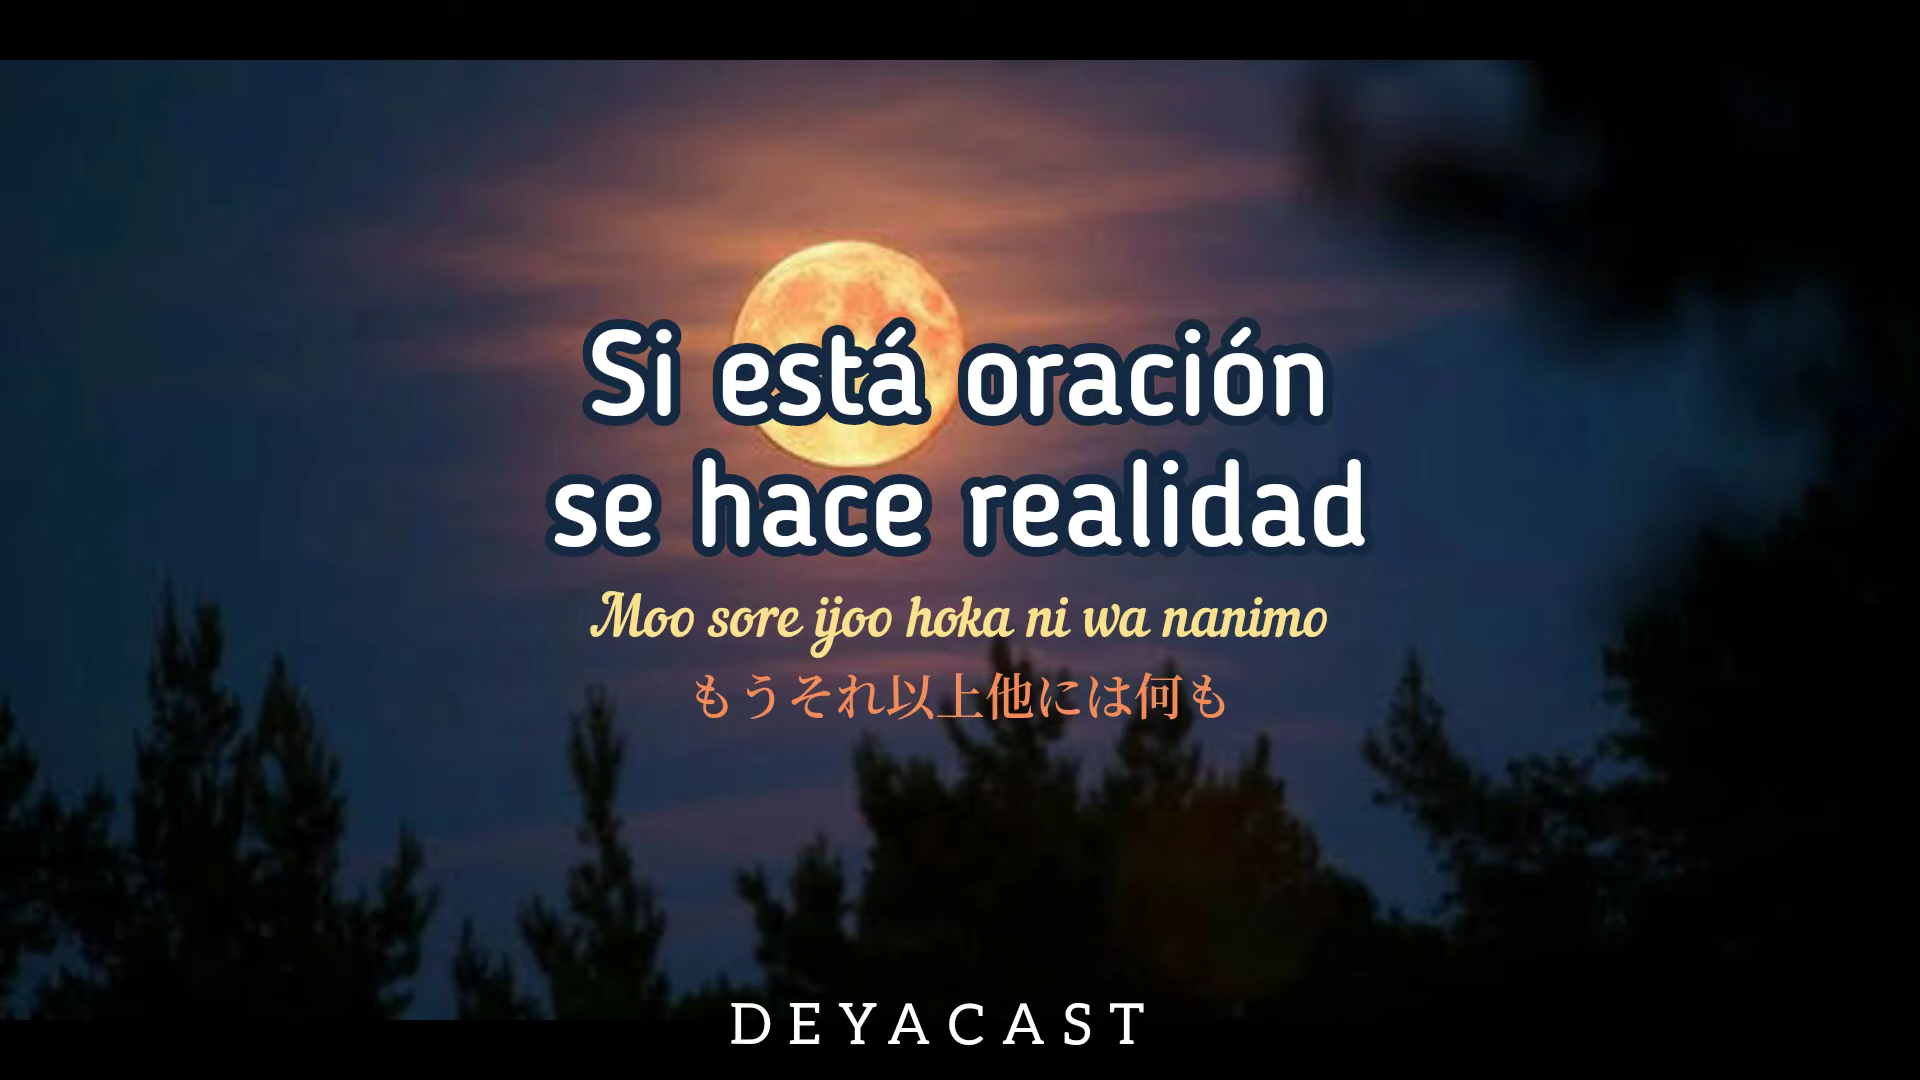 Si está oración
se hace realidad
Moo sore ijoo hoka ni wa nanimo
もうそれ以上他には何も
DEYACAST